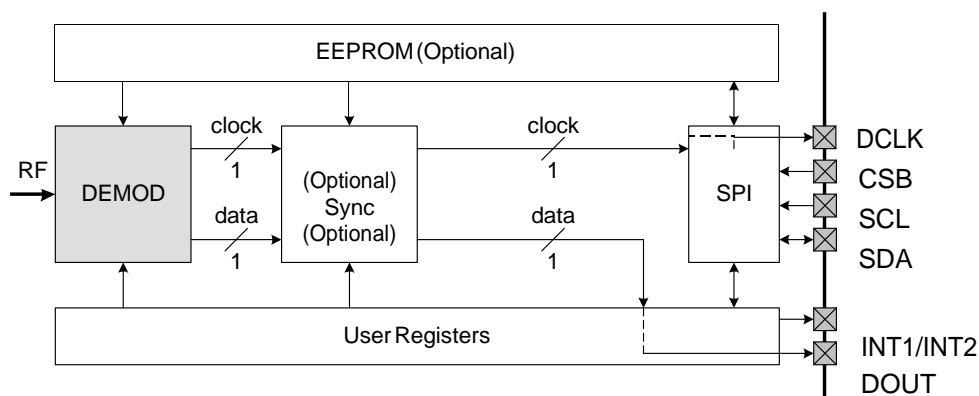 EEPROM (Optional)
clock
1
clock
1
DCLK
RF
DEMOD
(Optional)
Sync
(Optional)
SPI
CSB
SCL
data
1
data
1
SDA
User Registers
INT1/INT2
DOUT